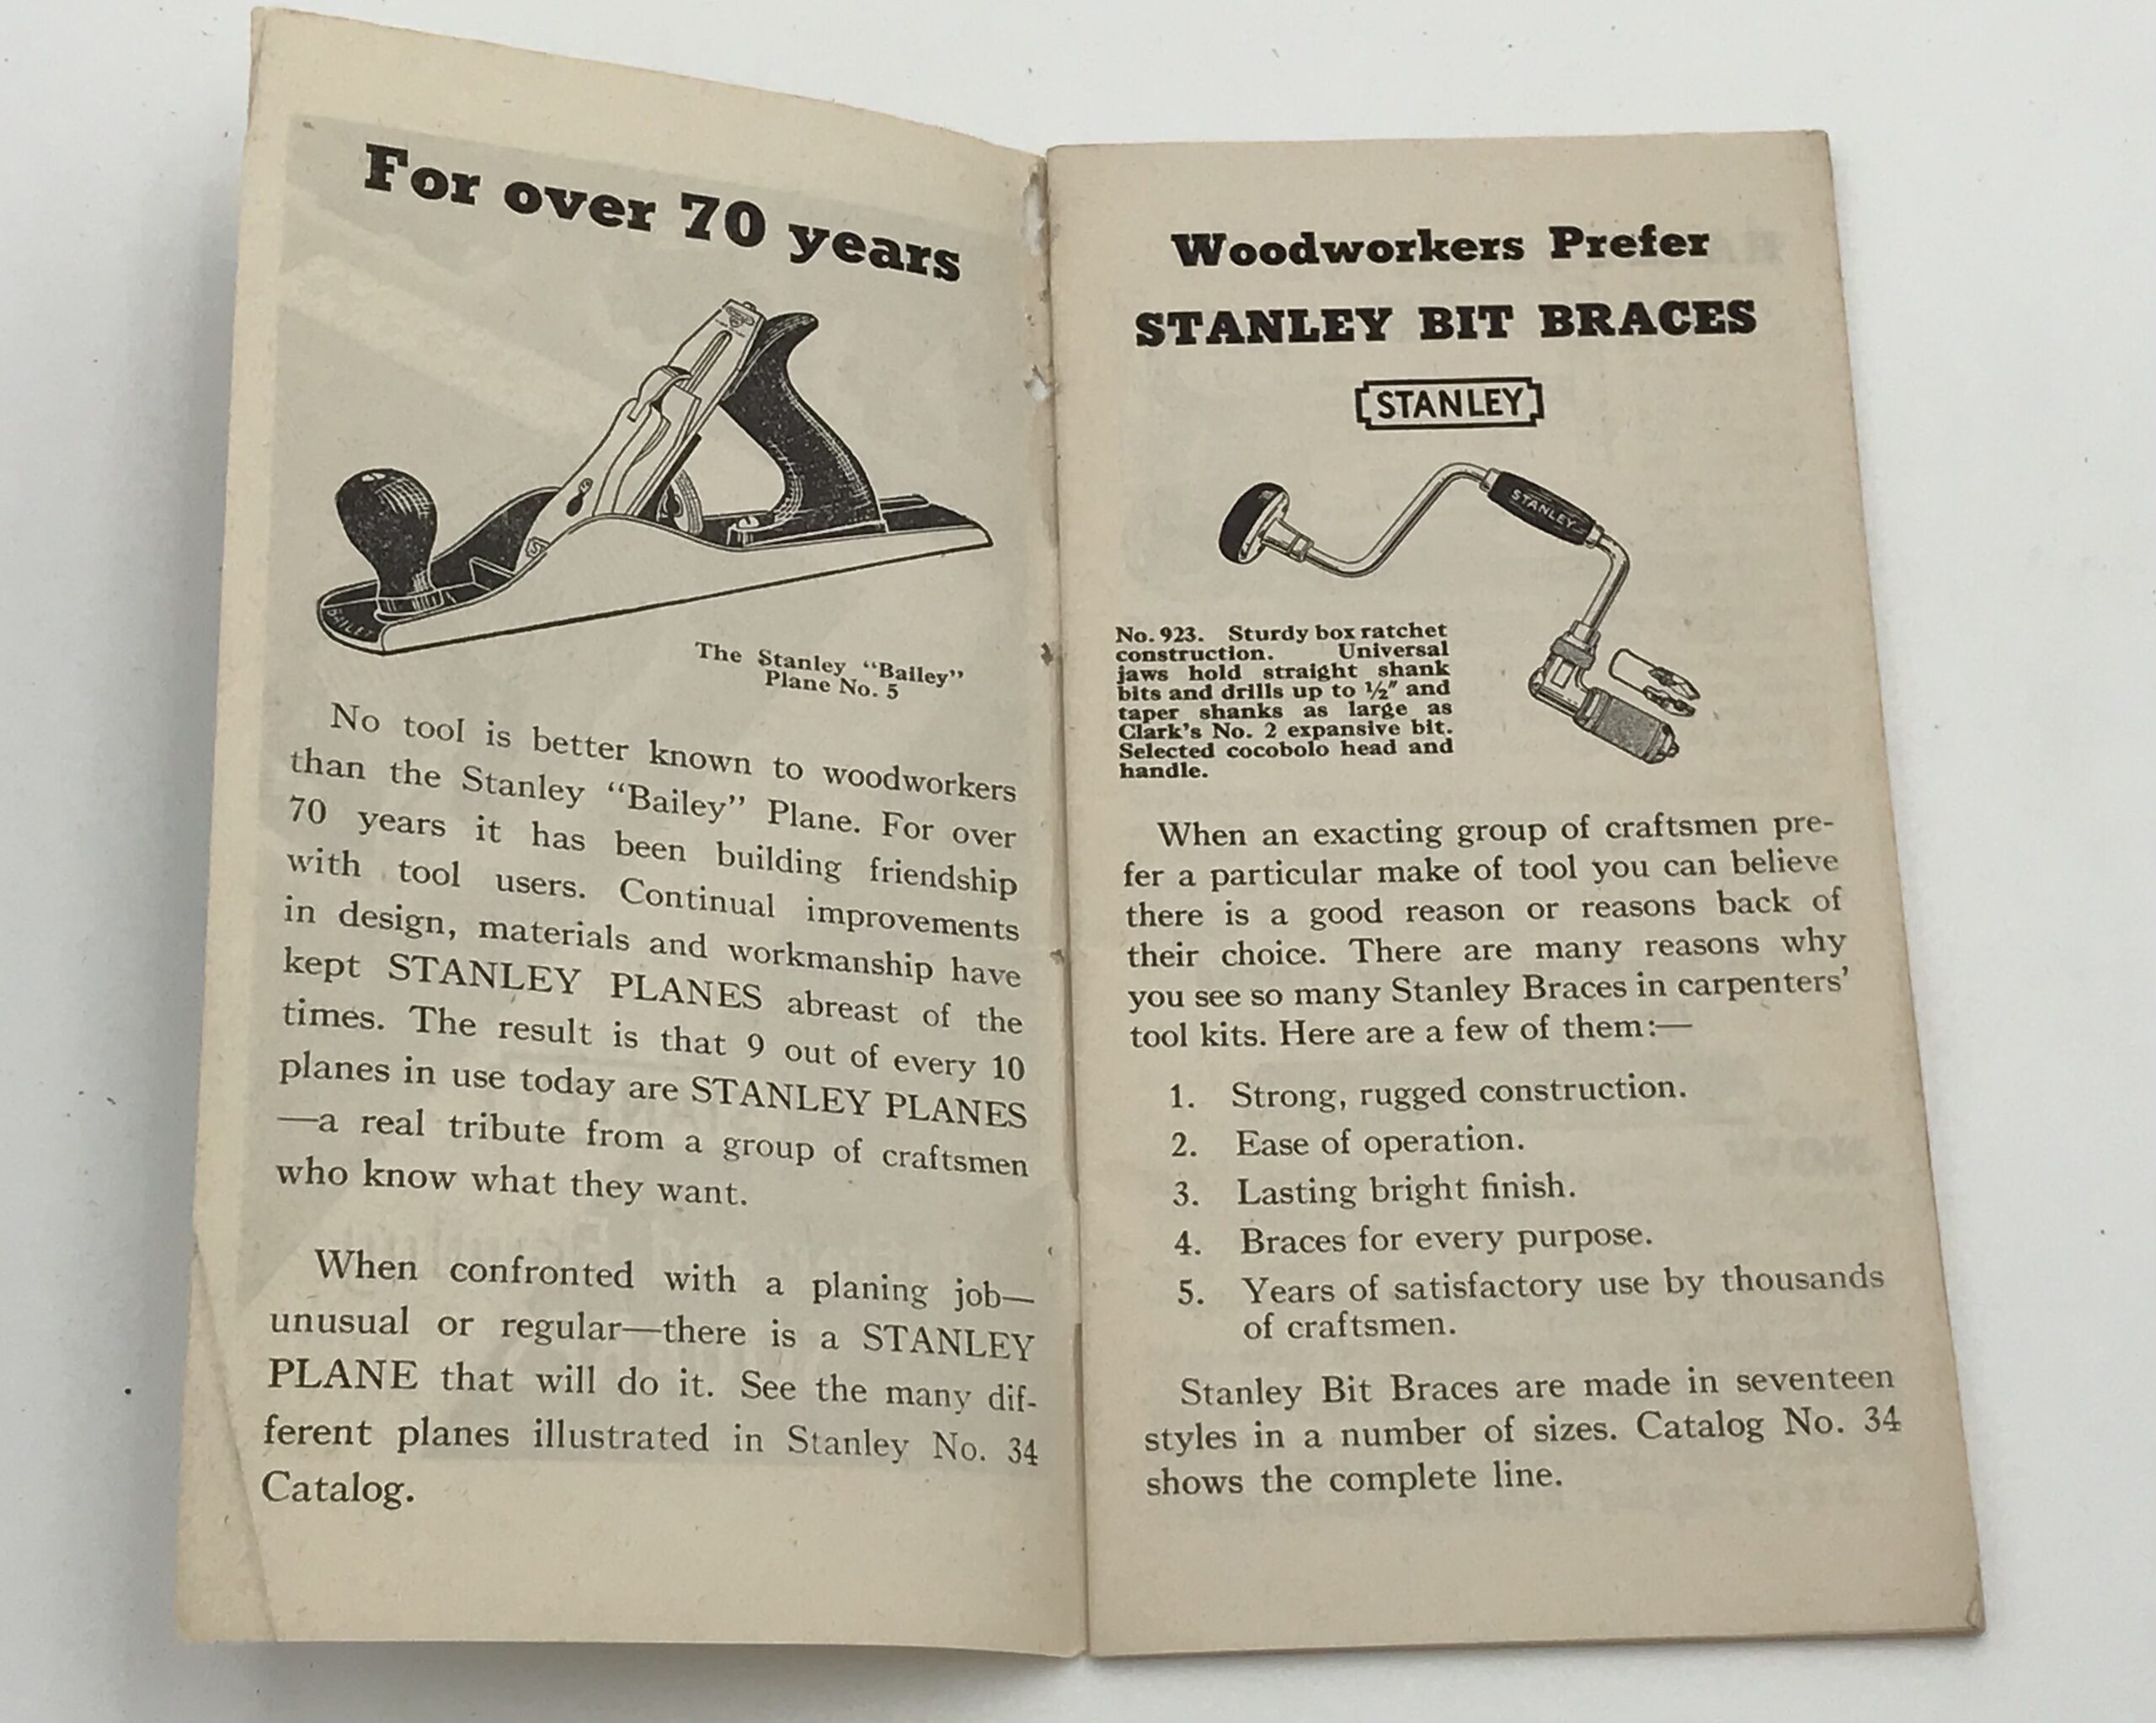 For over 70 years
BAILEY
The Stanley "Bailey"
Plane No. 5
No tool is better known to woodworkers
than the Stanley "Bailey" Plane. For over
70 years it has been building friendship
with tool users. Continual improvements
in design, materials and workmanship have
kept STANLEY PLANES abreast of the
times. The result is that 9 out of every 10
planes in use today are STANLEY PLANES
—a real tribute from a group of craftsmen
who know what they want.
When confronted with a planing job—
unusual or regular—there is a STANLEY
PLANE that will do it. See the many dif-
ferent planes illustrated in Stanley No. 34
Catalog.
Woodworkers Prefer
STANLEY BIT BRACES
STANLEY
STANLEY
No. 923. Sturdy box ratchet
construction. Universal
jaws hold straight shank
bits and drills up to ½" and
taper shanks as large as
Clark's No. 2 expansive bit.
Selected cocobolo head and
handle.
When an exacting group of craftsmen pre-
fer a particular make of tool you can believe
there is a good reason or reasons back of
their choice. There are many reasons why
you see so many Stanley Braces in carpenters'
tool kits. Here are a few of them:—
1. Strong, rugged construction.
2. Ease of operation.
3. Lasting bright finish.
4. Braces for every purpose.
5. Years of satisfactory use by thousands
of craftsmen.
Stanley Bit Braces are made in seventeen
styles in a number of sizes. Catalog No. 34
shows the complete line.